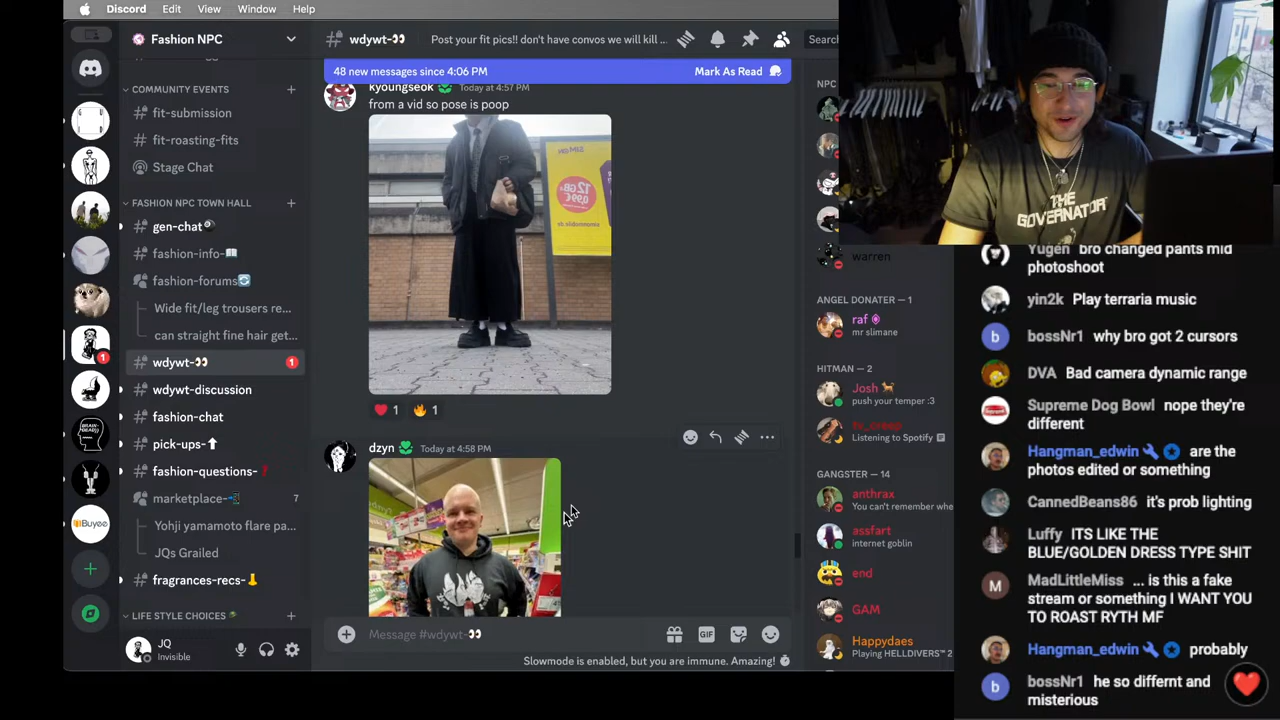 Discord Edit View Window Help
Fashion NPC
COMMUNITY EVENTS
fit-submission
fit-roasting-fits
Stage Chat
FASHION NPC TOWN HALL
gen-chat
fashion-info-
fashion-forums
Wide fit/leg trousers re...
can straight fine hair get...
wdywt-👀 1
wdywt-discussion
fashion-chat
pick-ups-
fashion-questions-
marketplace- 7
Yohji yamamoto flare pa...
JQs Grailed
fragrances-recs-
LIFE STYLE CHOICES
JQ
Invisible
1
Buyee
wdywt-👀 Post your fit pics!! don't have convos we will kill ...
Search
48 new messages since 4:06 PM Mark As Read
kyoungseok Today at 4:57 PM
from a vid so pose is poop
12
GB
0,99€
❤️ 1 🔥 1
dzyn Today at 4:58 PM
Message #wdywt-👀
GIF
Slowmode is enabled, but you are immune. Amazing!
NPC
warren
ANGEL DONATER — 1
raf
mr slimane
HITMAN — 2
Josh
push your temper :3
Listening to Spotify
GANGSTER — 14
anthrax
You can't remember whe
assfart
internet goblin
end
GAM
Happydaes
Playing HELLDIVERS™ 2
THE
GOVERNATOR
Yugen bro changed pants mid
photoshoot
yin2k Play terraria music
bossNr1 why bro got 2 cursors
DVA Bad camera dynamic range
Supreme Dog Bowl nope they're
different
Hangman_edwin are the
photos edited or something
CannedBeans86 it's prob lighting
Luffy ITS LIKE THE
BLUE/GOLDEN DRESS TYPE SHIT
MadLittleMiss ... is this a fake
stream or something I WANT YOU
TO ROAST RYTH MF
Hangman_edwin probably
bossNr1 he so differnt and
misterious